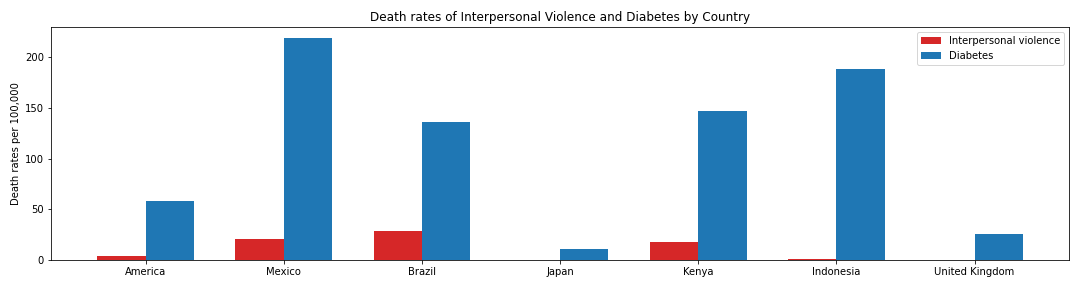 Death rates of Interpersonal Violence and Diabetes by Country
Interpersonal violence
Diabetes
Death rates per 100,000
200
150
100
50
0
America Mexico Brazil Japan Kenya Indonesia United Kingdom